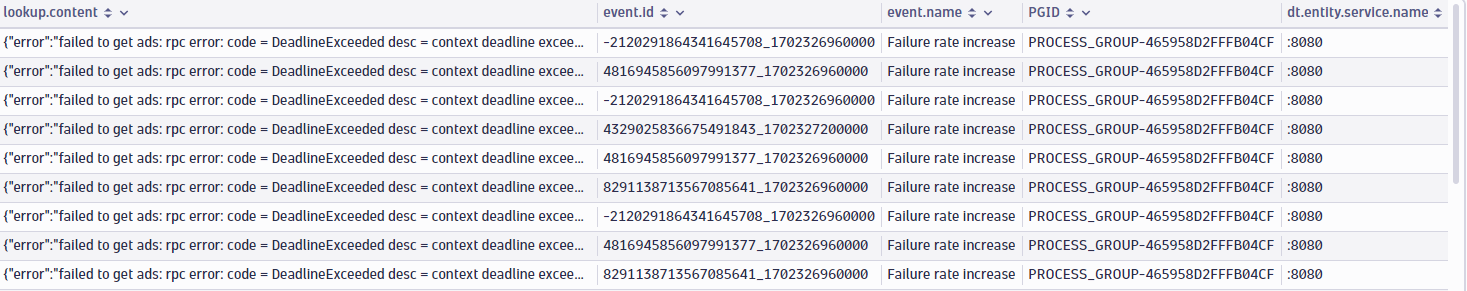 lookup.content event.id event.name PGID dt.entity.service.name
{"error":"failed to get ads: rpc error: code = DeadlineExceeded desc = context deadline excee... -2120291864341645708_1702326960000 Failure rate increase PROCESS_GROUP-465958D2FFFB04CF :8080
{"error":"failed to get ads: rpc error: code = DeadlineExceeded desc = context deadline excee... 4816945856097991377_1702326960000 Failure rate increase PROCESS_GROUP-465958D2FFFB04CF :8080
{"error":"failed to get ads: rpc error: code = DeadlineExceeded desc = context deadline excee... -2120291864341645708_1702326960000 Failure rate increase PROCESS_GROUP-465958D2FFFB04CF :8080
{"error":"failed to get ads: rpc error: code = DeadlineExceeded desc = context deadline excee... 4329025836675491843_1702327200000 Failure rate increase PROCESS_GROUP-465958D2FFFB04CF :8080
{"error":"failed to get ads: rpc error: code = DeadlineExceeded desc = context deadline excee... 4816945856097991377_1702326960000 Failure rate increase PROCESS_GROUP-465958D2FFFB04CF :8080
{"error":"failed to get ads: rpc error: code = DeadlineExceeded desc = context deadline excee... 8291138713567085641_1702326960000 Failure rate increase PROCESS_GROUP-465958D2FFFB04CF :8080
{"error":"failed to get ads: rpc error: code = DeadlineExceeded desc = context deadline excee... -2120291864341645708_1702326960000 Failure rate increase PROCESS_GROUP-465958D2FFFB04CF :8080
{"error":"failed to get ads: rpc error: code = DeadlineExceeded desc = context deadline excee... 4816945856097991377_1702326960000 Failure rate increase PROCESS_GROUP-465958D2FFFB04CF :8080
{"error":"failed to get ads: rpc error: code = DeadlineExceeded desc = context deadline excee... 8291138713567085641_1702326960000 Failure rate increase PROCESS_GROUP-465958D2FFFB04CF :8080